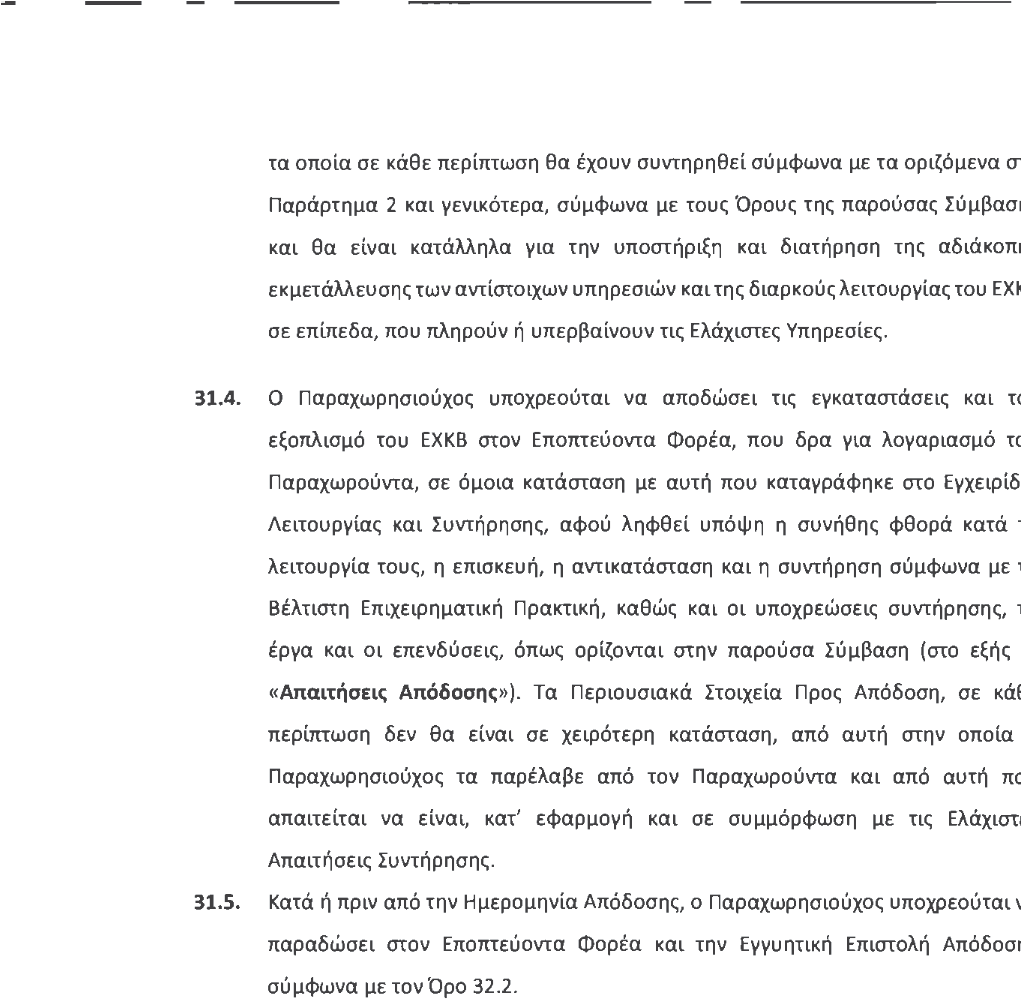 τα οποία σε κάθε περίπτωση θα έχουν συντηρηθεί σύμφωνα με τα οριζόμενα
Παράρτημα 2 και γενικότερα, σύμφωνα με τους Όρους της παρούσας
και θα είναι κατάλληλα για την υποστήριξη και διατήρηση της
εκμετάλλευσης των αντίστοιχων υπηρεσιών και της διαρκούς λειτουργίας του
σε επίπεδα, που πληρούν ή υπερβαίνουν τις Ελάχιστες Υπηρεσίες.
31.4. Ο Παραχωρησιούχος υποχρεούται να αποδώσει τις εγκαταστάσεις και
εξοπλισμό του ΕΧΚΒ στον Εποπτεύοντα Φορέα, που δρα για λογαριασμό
Παραχωρούντα, σε όμοια κατάσταση με αυτή που καταγράφηκε στο
Λειτουργίας και Συντήρησης, αφού ληφθεί υπόψη η συνήθης φθορά κατά
λειτουργία τους, η επισκευή, η αντικατάσταση και η συντήρηση σύμφωνα με
Βέλτιστη Επιχειρηματική Πρακτική, καθώς και οι υποχρεώσεις συντήρησης,
έργα και οι επενδύσεις, όπως ορίζονται στην παρούσα Σύμβαση (στο εξής
«Απαιτήσεις Απόδοσης»). Τα Περιουσιακά Στοιχεία Προς Απόδοση, σε
περίπτωση δεν θα είναι σε χειρότερη κατάσταση, από αυτή στην οποία
Παραχωρησιούχος τα παρέλαβε από τον Παραχωρούντα και από αυτή
απαιτείται να είναι, κατ' εφαρμογή και σε συμμόρφωση με τις
Απαιτήσεις Συντήρησης.
31.5. Κατά ή πριν από την Ημερομηνία Απόδοσης, ο Παραχωρησιούχος υποχρεούται
παραδώσει στον Εποπτεύοντα Φορέα και την Εγγυητική Επιστολή
σύμφωνα με τον Όρο 32.2.